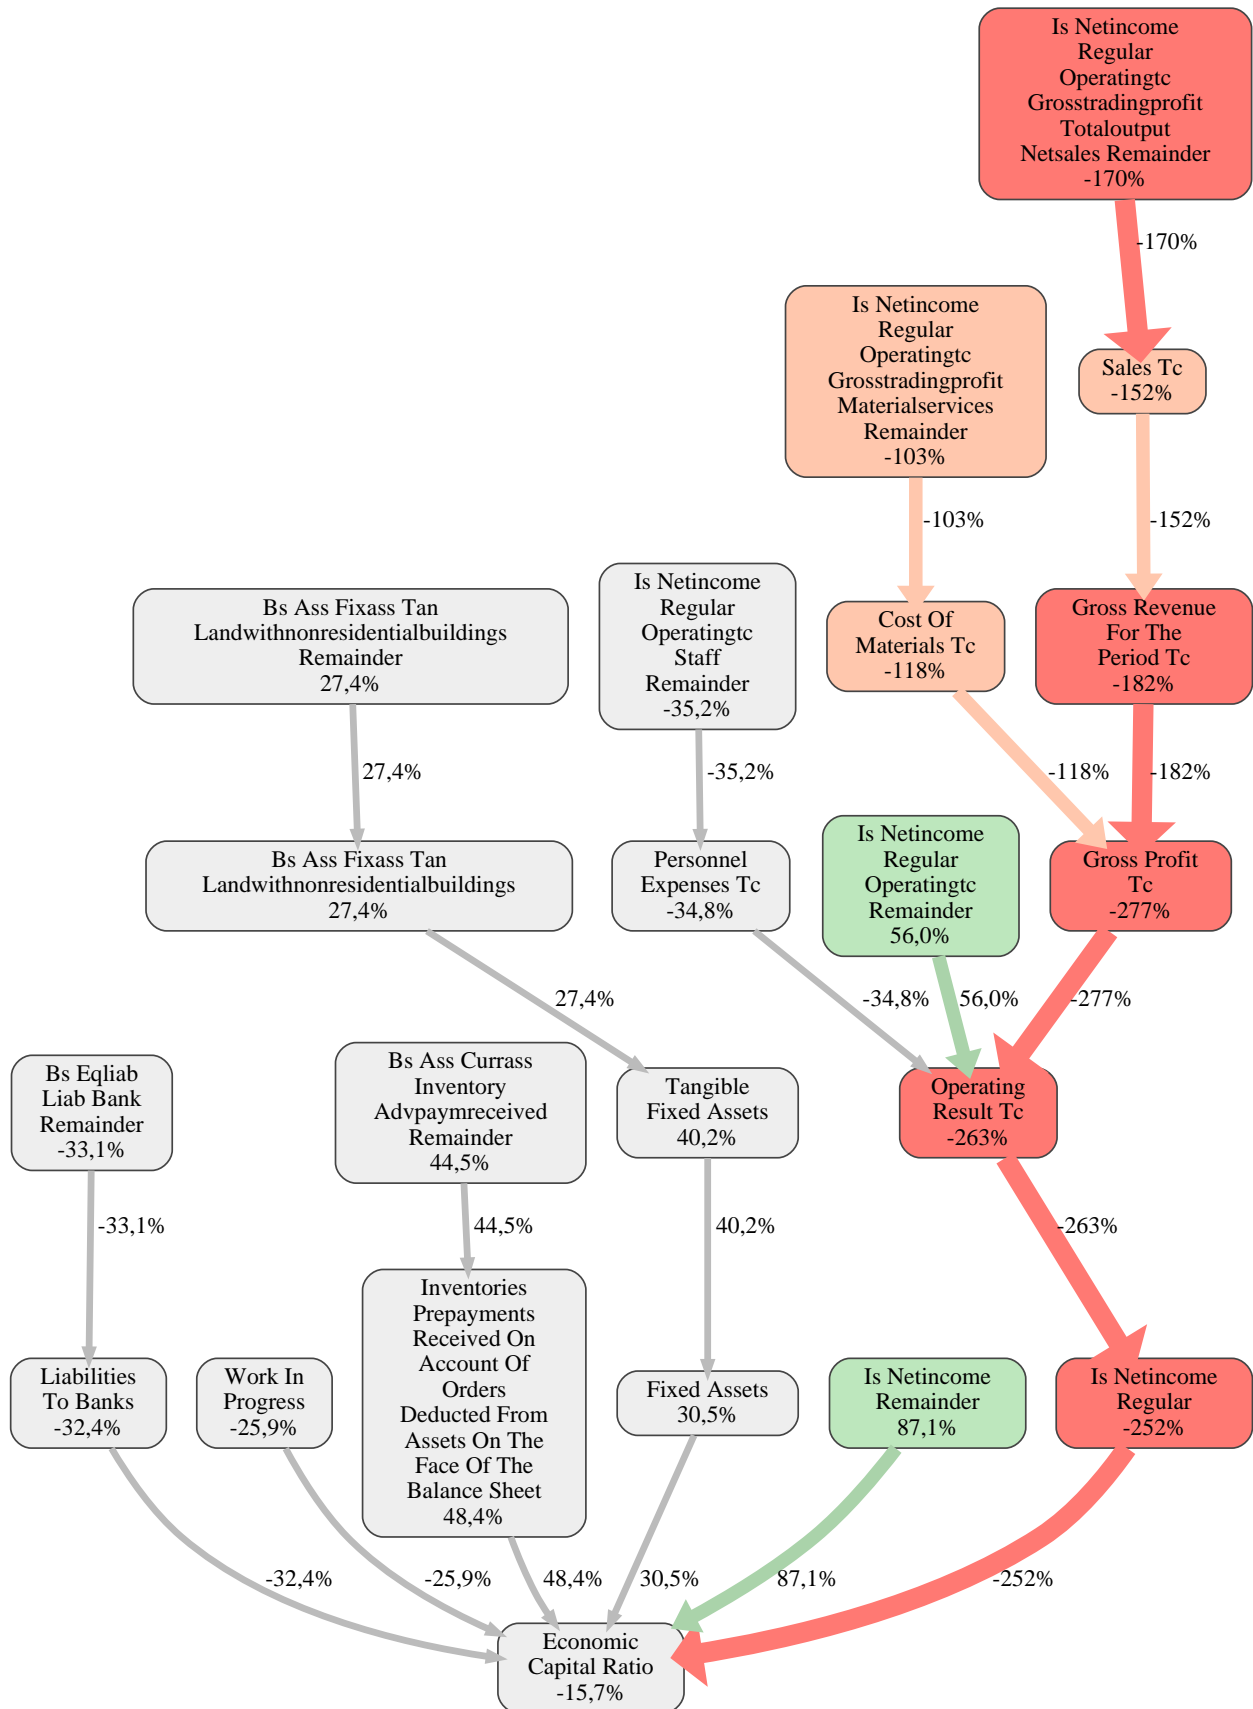 Is Netincome
Regular
Operatingtc
Grosstradingprofit
Totaloutput
Netsales Remainder
-170%
-170%
Is Netincome
Regular
Operatingtc
Grosstradingprofit
Materialservices
Remainder
-103%
Sales Tc
-152%
-103%
-152%
Bs Ass Fixass Tan
Landwithnonresidentialbuildings
Remainder
27,4%
Is Netincome
Regular
Operatingtc
Staff
Remainder
-35,2%
Cost Of
Materials Tc
-118%
Gross Revenue
For The
Period Tc
-182%
27,4%
-35,2%
-118%
-182%
Bs Ass Fixass Tan
Landwithnonresidentialbuildings
27,4%
Personnel
Expenses Tc
-34,8%
Is Netincome
Regular
Operatingtc
Remainder
56,0%
Gross Profit
Tc
-277%
27,4%
-34,8%
56,0%
-277%
Bs Eqliab
Liab Bank
Remainder
-33,1%
Bs Ass Currass
Inventory
Advpaymreceived
Remainder
44,5%
Tangible
Fixed Assets
40,2%
Operating
Result Tc
-263%
-33,1%
44,5%
40,2%
-263%
Liabilities
To Banks
-32,4%
Work In
Progress
-25,9%
Inventories
Prepayments
Received On
Account Of
Orders
Deducted From
Assets On The
Face Of The
Balance Sheet
48,4%
Fixed Assets
30,5%
Is Netincome
Remainder
87,1%
Is Netincome
Regular
-252%
-32,4%
-25,9%
48,4%
30,5%
87,1%
-252%
Economic
Capital Ratio
-15,7%